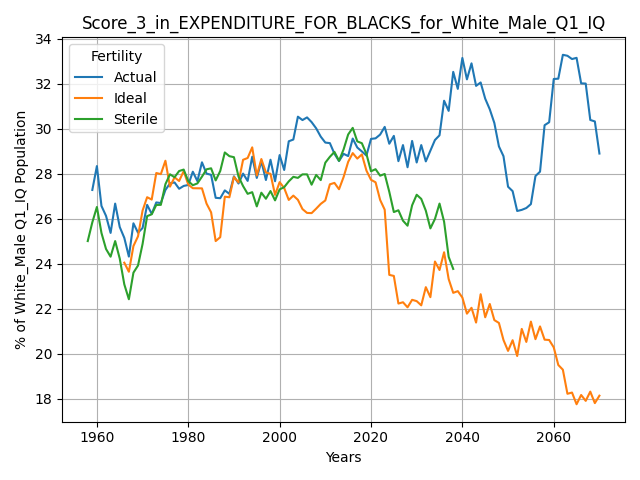 Score_3_in_EXPENDITURE_FOR_BLACKS_for_White_Male_Q1_IQ
Fertility
Actual
Ideal
Sterile
% of White_Male Q1_IQ Population
34
32
30
28
26
24
22
20
18
1960
1980
2000
2020
2040
2060
Years